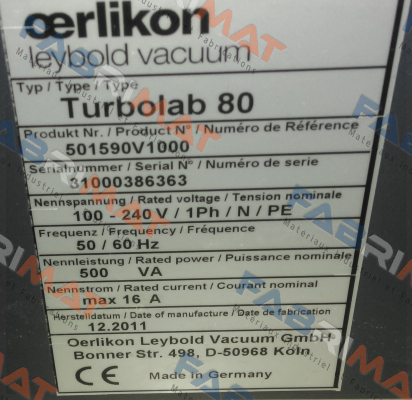 œrlikon
leybold vacuum
Typ / Type / Type
Turbolab 80
Produkt Nr. / Product N° / Numéro de Référence
501590V1000
Serialnummer / Serial N° / Numéro de serie
31000386363
Nennspannung / Rated voltage / Tension nominale
100 - 240 V / 1Ph / N / PE
Frequenz / Frequency / Fréquence
50 / 60 Hz
Nennleistung / Rated power / Puissance nominale
500 VA
Nennstrom / Rated current / Courant nominal
max 16 A
Herstelldatum / Date of manufacture / Date de fabrication
12.2011
Oerlikon Leybold Vacuum GmbH
Bonner Str. 498, D-50968 Köln
CE Made in Germany
FABRIMAT